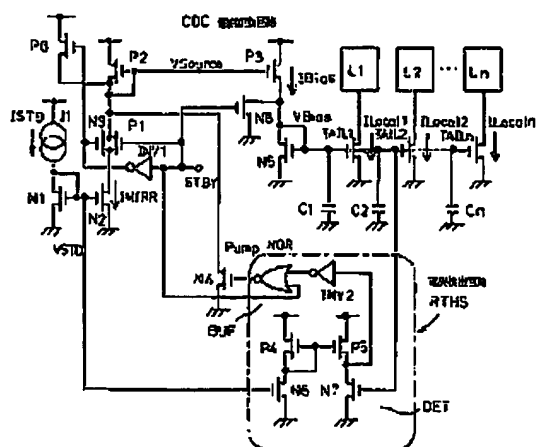 CDC
P6
P2
P3
VSource
IBias
L1
L2
...
Ln
ISTD
I1
N3
P1
N8
VBias
ILocal1
ILocal2
ILocaln
TAIL1
TAIL2
TAILn
INV1
N5
STBY
N1
N2
IMIRR
C1
C2
Cn
VSTD
Pump
NOR
N4
INV2
BUF
RTHS
P4
P5
N6
N7
DET